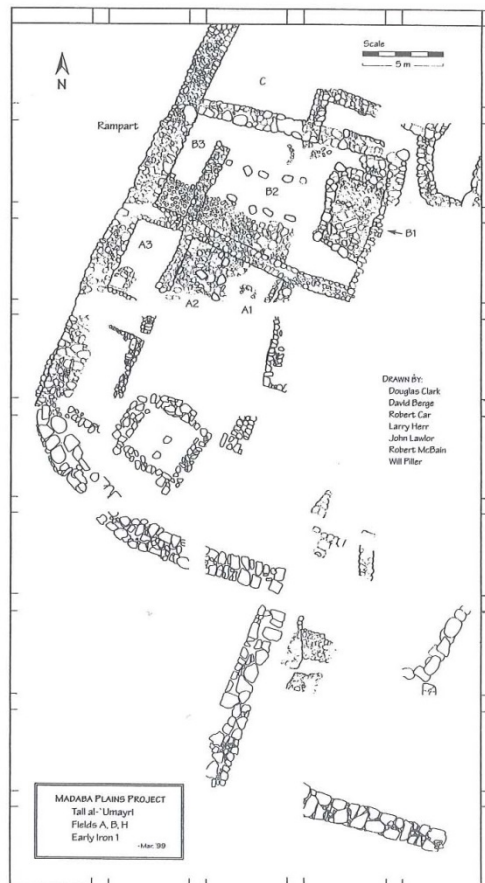 Scale
5 m
N
C
Rampart
B3
B2
B1
A3
A2
A1
DRAWN BY:
Douglas Clark
David Berge
Robert Car
Larry Herr
John Lawlor
Robert McBain
Will Piller
MADABA PLAINS PROJECT
Tall al-`Umayri
Fields A, B, H
Early Iron 1
-Mar. '99